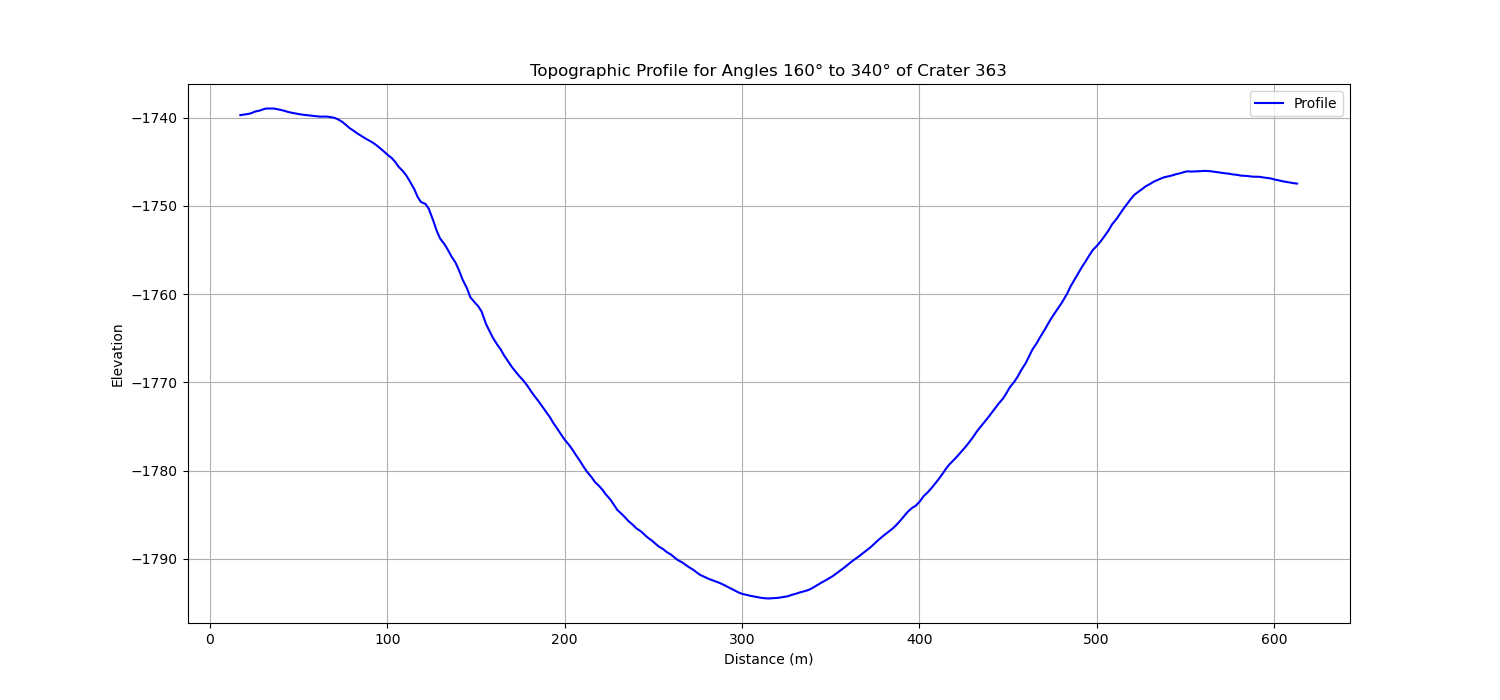 Topographic Profile for Angles 160° to 340° of Crater 363
Profile
−1740
−1750
−1760
−1770
−1780
−1790
Elevation
0 100 200 300 400 500 600
Distance (m)